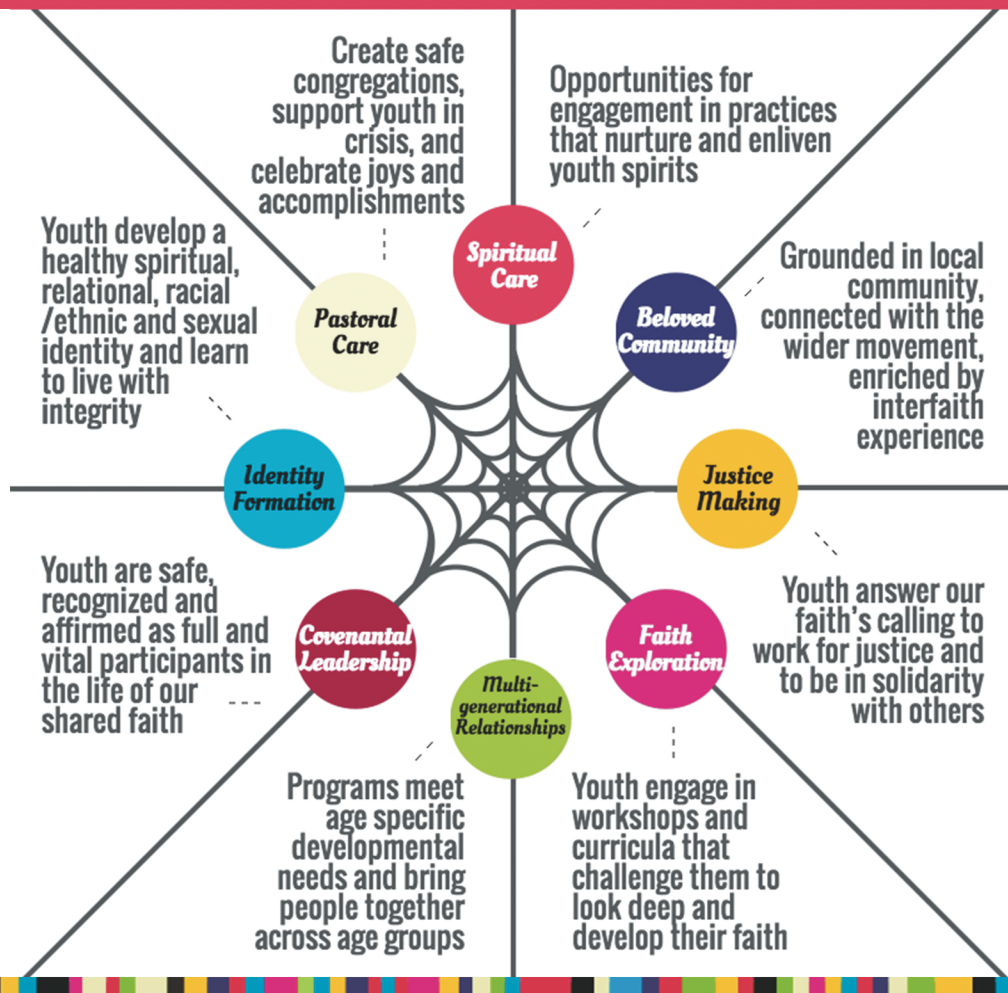 Create safe
congregations,
support youth in
crisis, and
celebrate joys and
accomplishments
Opportunities for
engagement in practices
that nurture and enliven
youth spirits
Spiritual
Care
Youth develop a
healthy spiritual,
relational, racial
/ethnic and sexual
identity and learn
to live with
integrity
Pastoral
Care
Beloved
Community
Grounded in local
community,
connected with the
wider movement,
enriched by
interfaith
experience
Identity
Formation
Justice
Making
Youth are safe,
recognized and
affirmed as full and
vital participants in
the life of our
shared faith
Covenantal
Leadership
Faith
Exploration
Youth answer our
faith's calling to
work for justice and
to be in solidarity
with others
Multi-
generational
Relationships
Programs meet
age specific
developmental
needs and bring
people together
across age groups
Youth engage in
workshops and
curricula that
challenge them to
look deep and
develop their faith